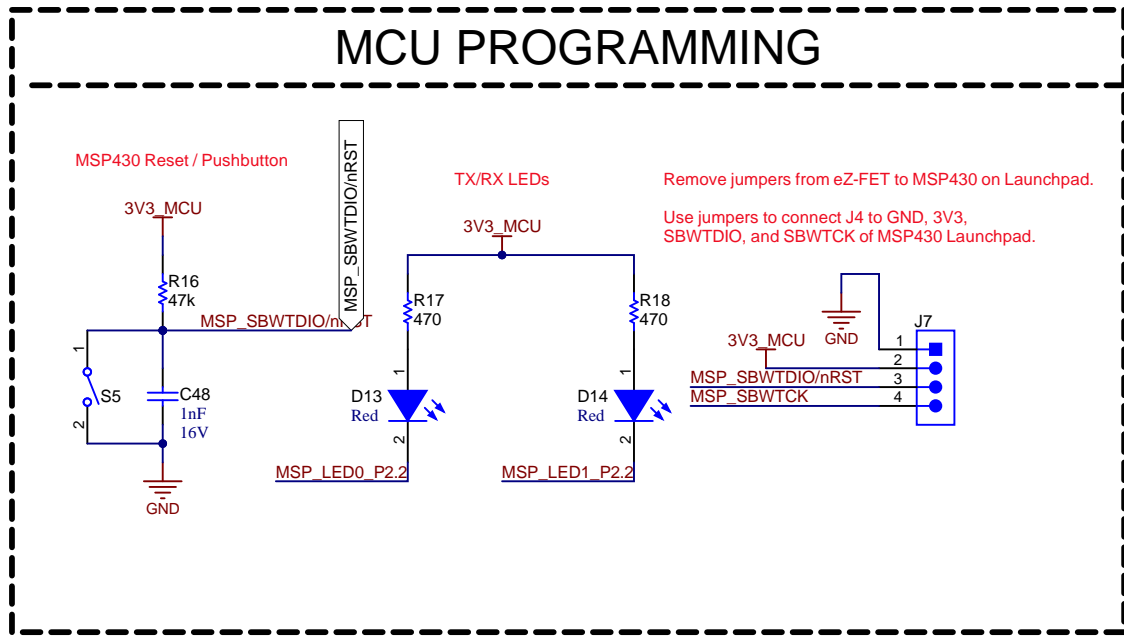 MCU PROGRAMMING
MSP430 Reset / Pushbutton
3V3_MCU
R16
47k
MSP_SBWTDIO/nRST
MSP_SBWTDIO/nRST
1
2
S5
C48
1nF
16V
GND
TX/RX LEDs
3V3_MCU
R17
470
R18
470
1
D13
Red
2
MSP_LED0_P2.2
1
D14
Red
2
MSP_LED1_P2.2
Remove jumpers from eZ-FET to MSP430 on Launchpad.
Use jumpers to connect J4 to GND, 3V3,
SBWTDIO, and SBWTCK of MSP430 Launchpad.
J7
GND
3V3_MCU
MSP_SBWTDIO/nRST
MSP_SBWTCK
1
2
3
4